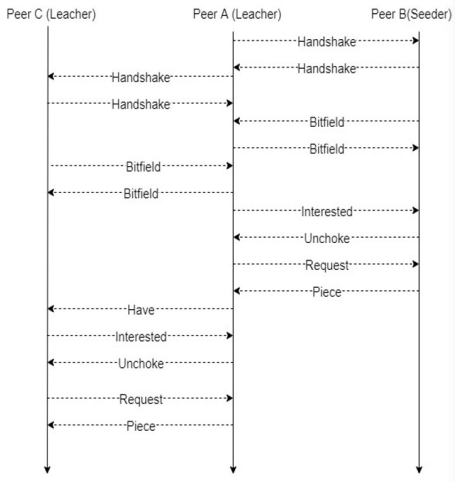 Peer C (Leacher) Peer A (Leacher) Peer B(Seeder)
Handshake
Handshake
Handshake
Handshake
Bitfield
Bitfield
Bitfield
Bitfield
Interested
Unchoke
Request
Piece
Have
Interested
Unchoke
Request
Piece